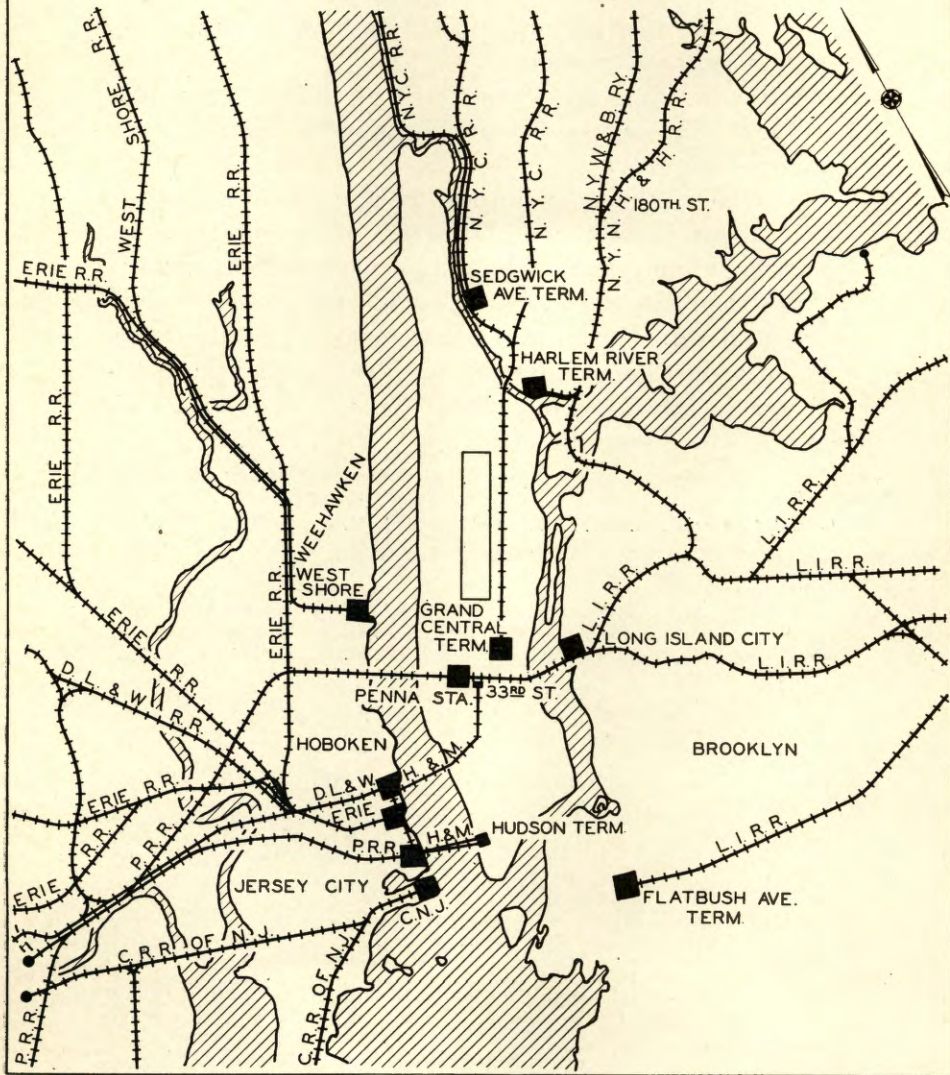 R.R.
SHORE
WEST
ERIE R.R.
N.Y.C. R.R.
N.Y.C. R.R.
N.Y.C. R.R.
N.Y.W.& B. RY.
N.Y.N.H. & H. R.R.
180TH ST.
ERIE R.R.
SEDGWICK
AVE. TERM.
HARLEM RIVER
TERM.
ERIE R.R.
L.I.R.R.
WEEHAWKEN
WEST
SHORE
ERIE R.R.
GRAND
CENTRAL
TERM.
L.I.R.R.
L.I.R.R.
LONG ISLAND CITY
L.I.R.R.
ERIE R.R.
D.L.& W. R.R.
PENNA STA.
33RD ST.
HOBOKEN
BROOKLYN
D.L.& W.
H. & M.
ERIE R.R.
ERIE
P.R.R.
P.R.R.
H.&M.
HUDSON TERM.
L.I.R.R.
ERIE R.R.
JERSEY CITY
C.N.J.
FLATBUSH AVE.
TERM.
C.R.R. OF N.J.
C.R.R. OF N.J.
P.R.R.